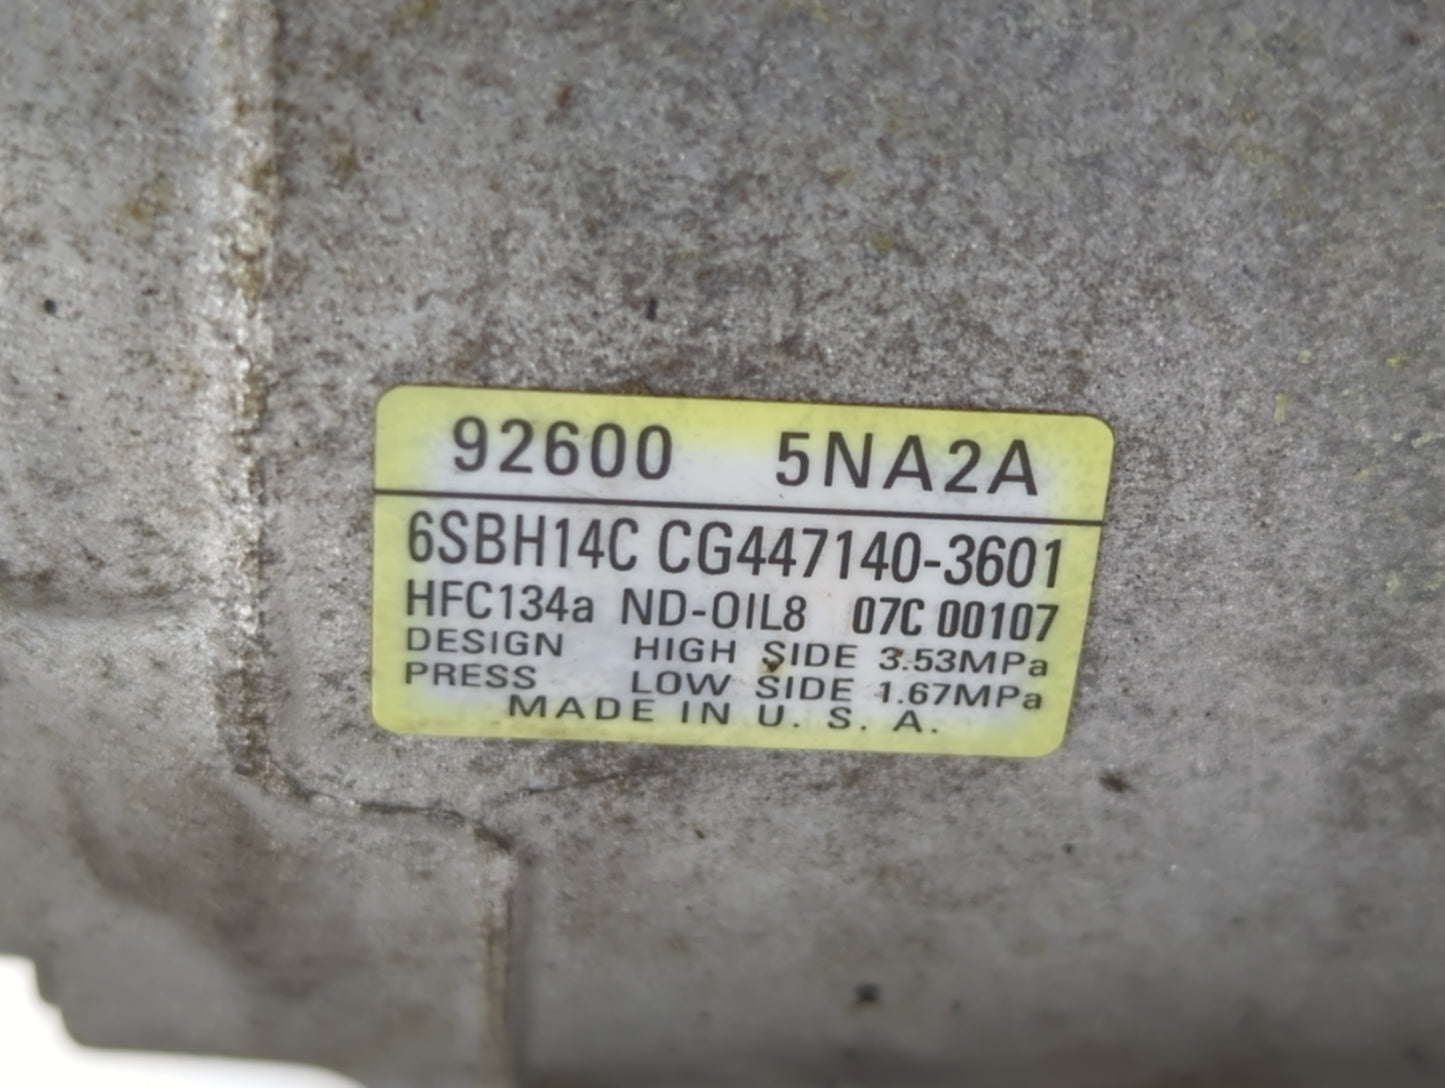 92600 5NA2A
6SBH14C CG447140-3601
HFC134a ND-OIL8 07C 00107
DESIGN HIGH SIDE 3.53MPa
PRESS LOW SIDE 1.67MPa
MADE IN U. S. A.